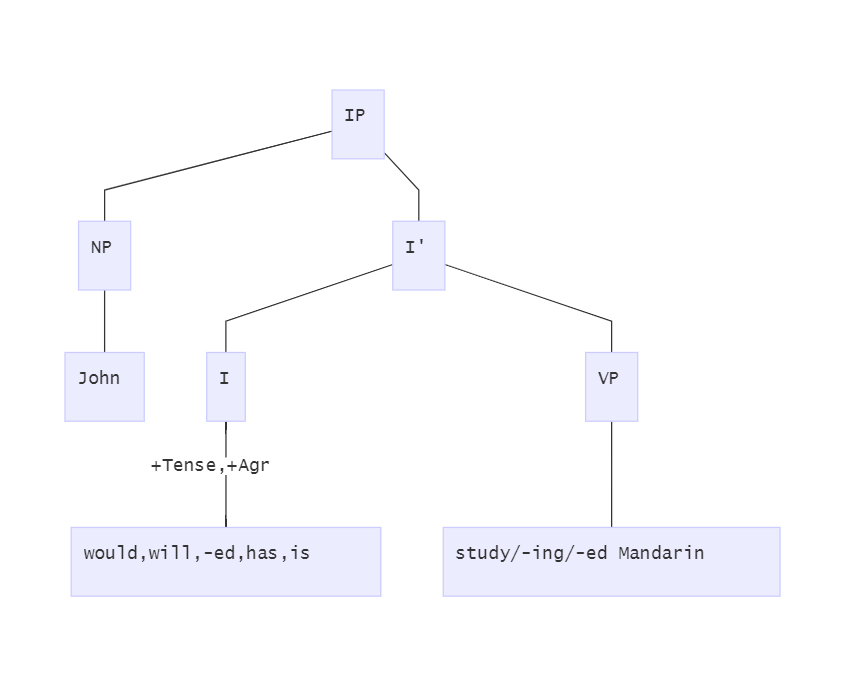 IP
NP
I'
John
I
VP
+Tense,+Agr
would,will,-ed,has,is
study/-ing/-ed Mandarin